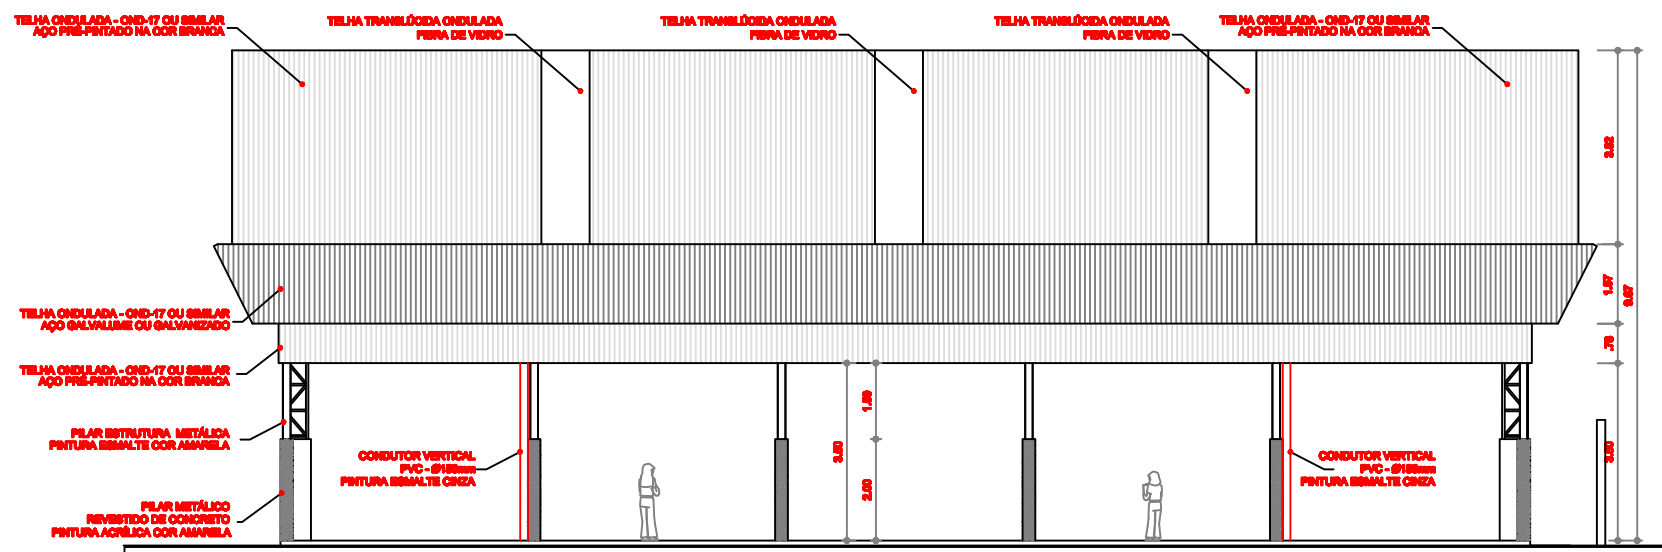 TELHA ONDULADA - OND-17 OU SIMILAR
AÇO PRÉ-PINTADO NA COR BRANCA
TELHA TRANSLÚCIDA ONDULADA
FIBRA DE VIDRO
TELHA TRANSLÚCIDA ONDULADA
FIBRA DE VIDRO
TELHA TRANSLÚCIDA ONDULADA
FIBRA DE VIDRO
TELHA ONDULADA - OND-17 OU SIMILAR
AÇO PRÉ-PINTADO NA COR BRANCA
TELHA ONDULADA - OND-17 OU SIMILAR
AÇO GALVALUME OU GALVANIZADO
TELHA ONDULADA - OND-17 OU SIMILAR
AÇO PRÉ-PINTADO NA COR BRANCA
PILAR ESTRUTURA METÁLICA
PINTURA ESMALTE COR AMARELA
PILAR METÁLICO
REVESTIDO DE CONCRETO
PINTURA ACRÍLICA COR AMARELA
CONDUTOR VERTICAL
PVC - Ø150mm
PINTURA ESMALTE CINZA
3.50
2.00
CONDUTOR VERTICAL
PVC - Ø150mm
PINTURA ESMALTE CINZA
3.82
1.57
.78
3.50